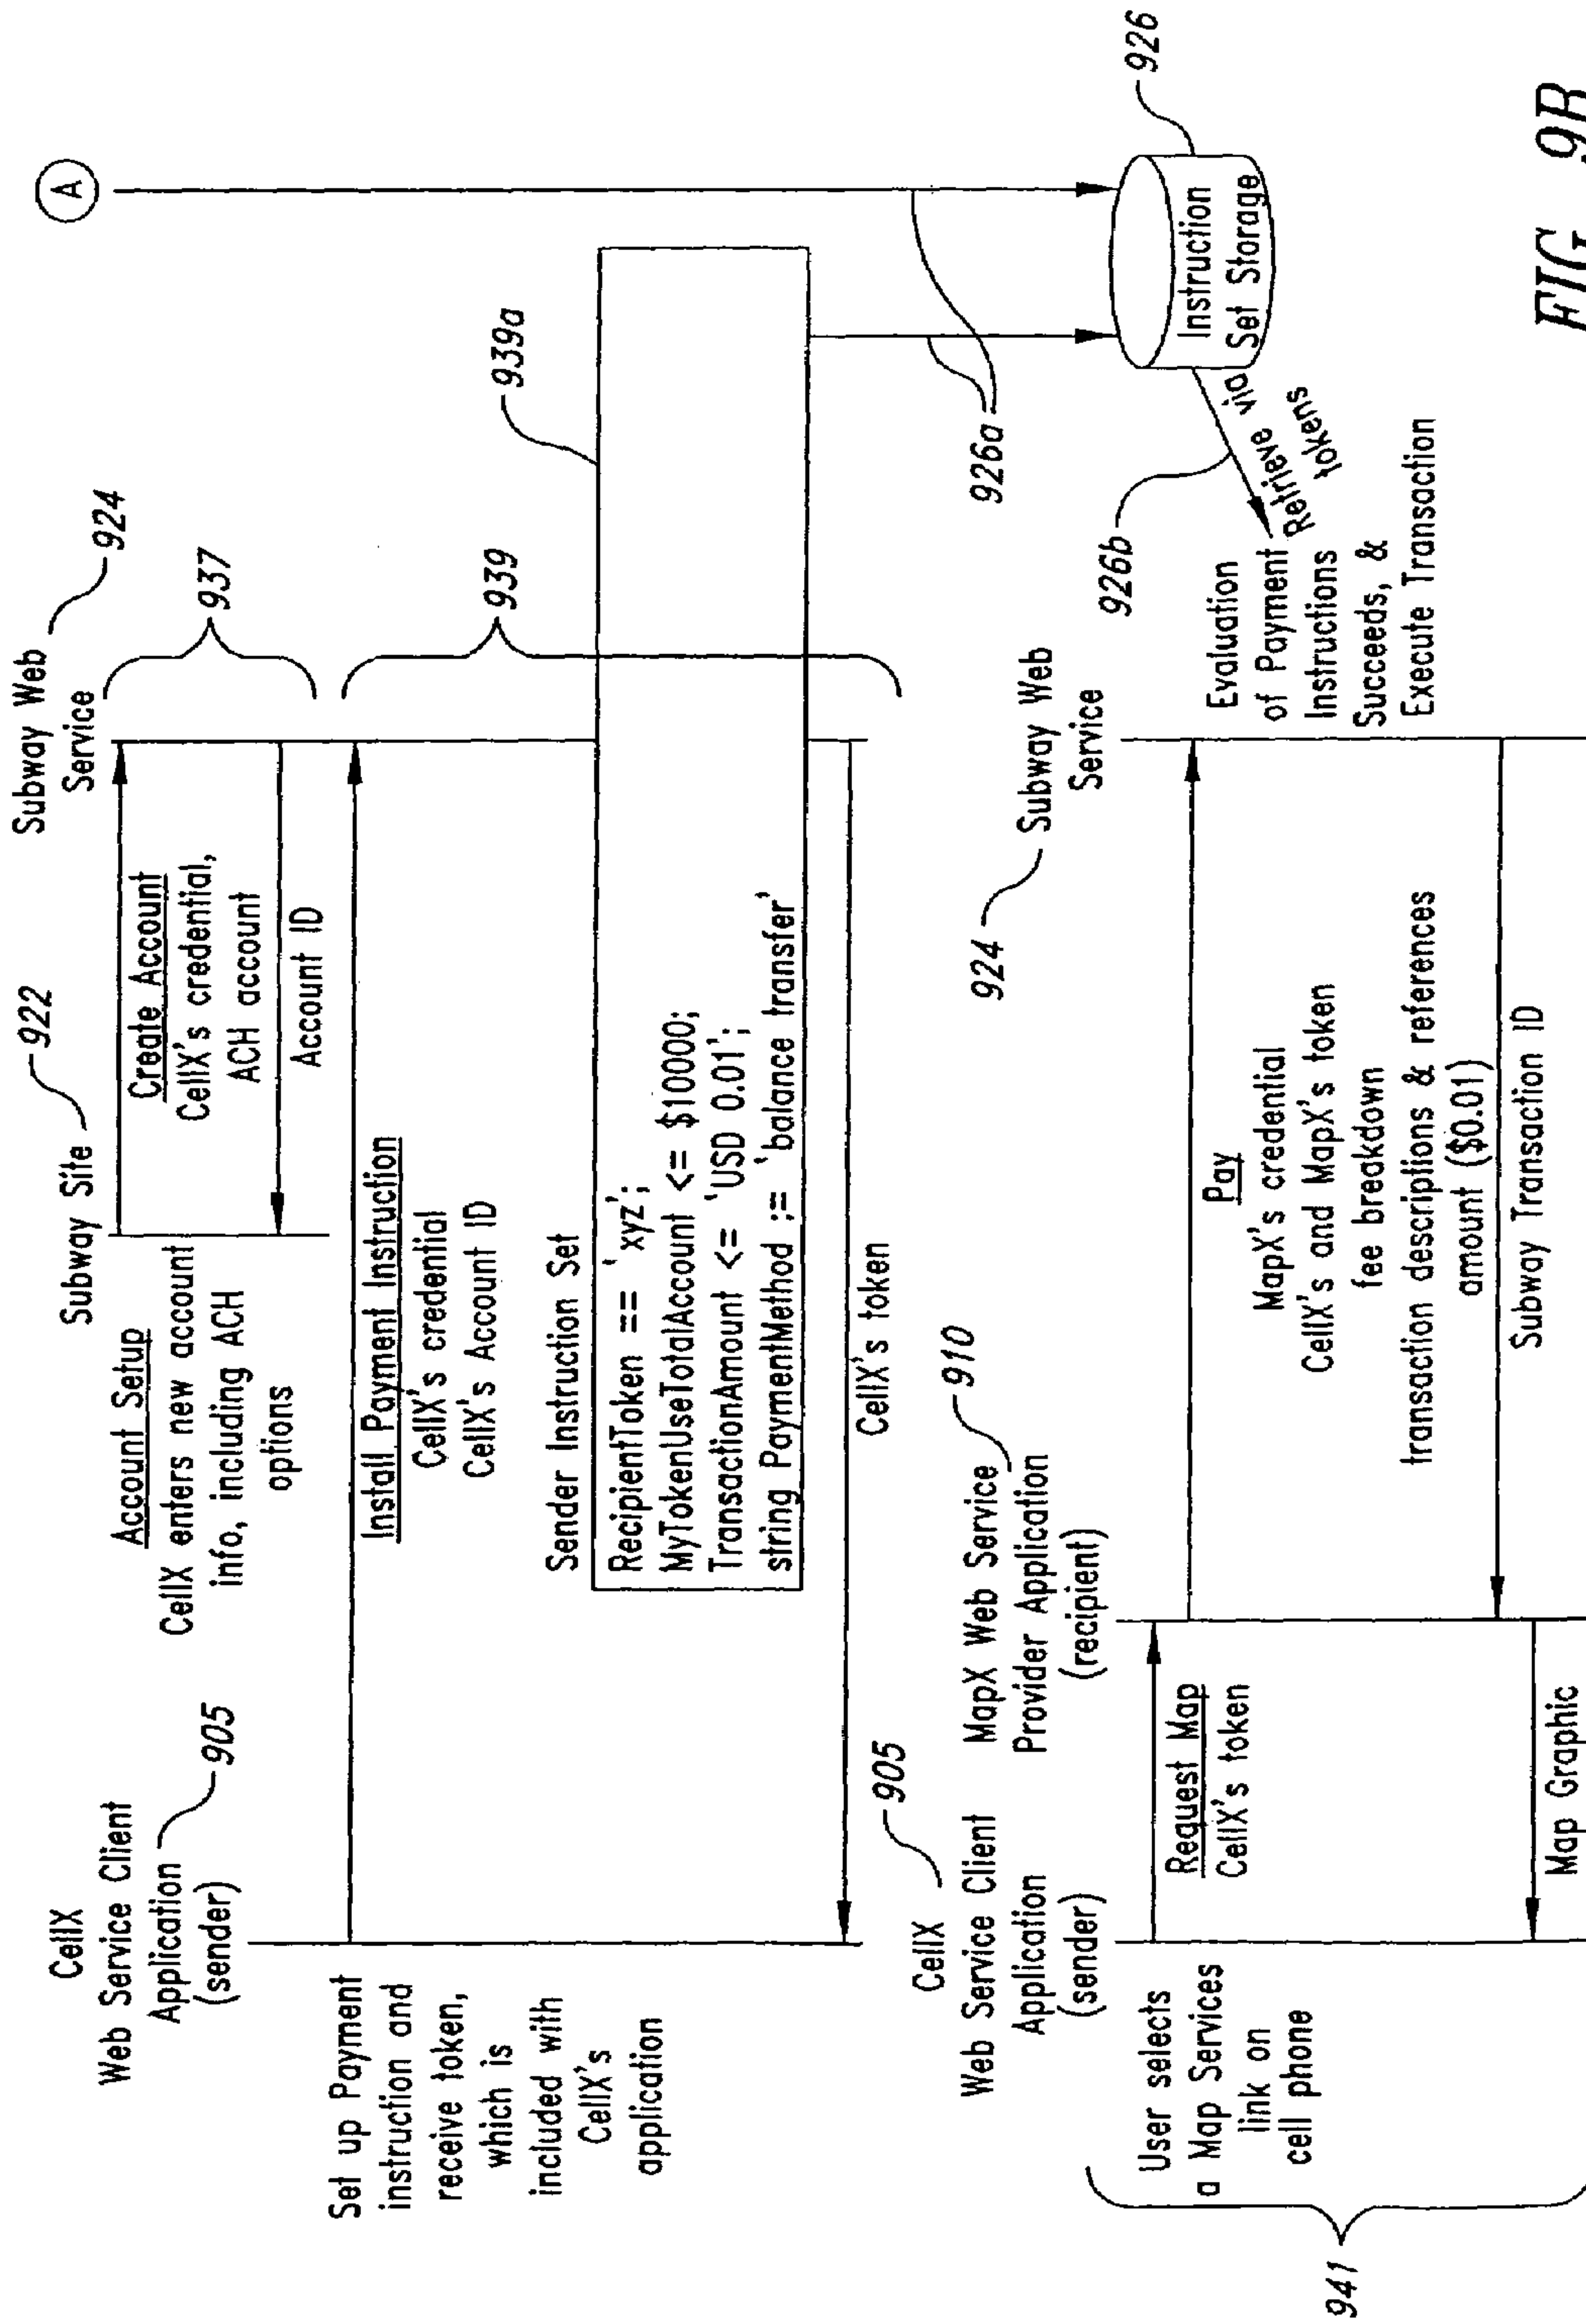 CellX
Web Service Client
Application
(sender)
905
Subway Site
922
Subway Web
Service
924
A
Account Setup
CellX enters new account
info, including ACH
options
Create Account
CellX's credential,
ACH account
Account ID
937
Set up Payment
instruction and
receive token,
which is
included with
CellX's
application
Install Payment Instruction
CellX's credential
CellX's Account ID
939
939a
Sender Instruction Set
RecipientToken == 'xyz';
MyTokenUseTotalAccount <= $10000;
TransactionAmount <= 'USD 0.01';
string PaymentMethod := 'balance transfer'
CellX's token
926a
Instruction
Set Storage
926
CellX
Web Service Client
Application
(sender)
905
MapX Web Service
Provider Application
(recipient)
910
924
Subway Web
Service
926b
Retrieve via
tokens
User selects
a Map Services
link on
cell phone
Request Map
CellX's token
Pay
MapX's credential
CellX's and MapX's token
fee breakdown
transaction descriptions & references
amount ($0.01)
Evaluation
of Payment
Instructions
Succeeds, &
Execute Transaction
Subway Transaction ID
Map Graphic
941
FIG. 9B